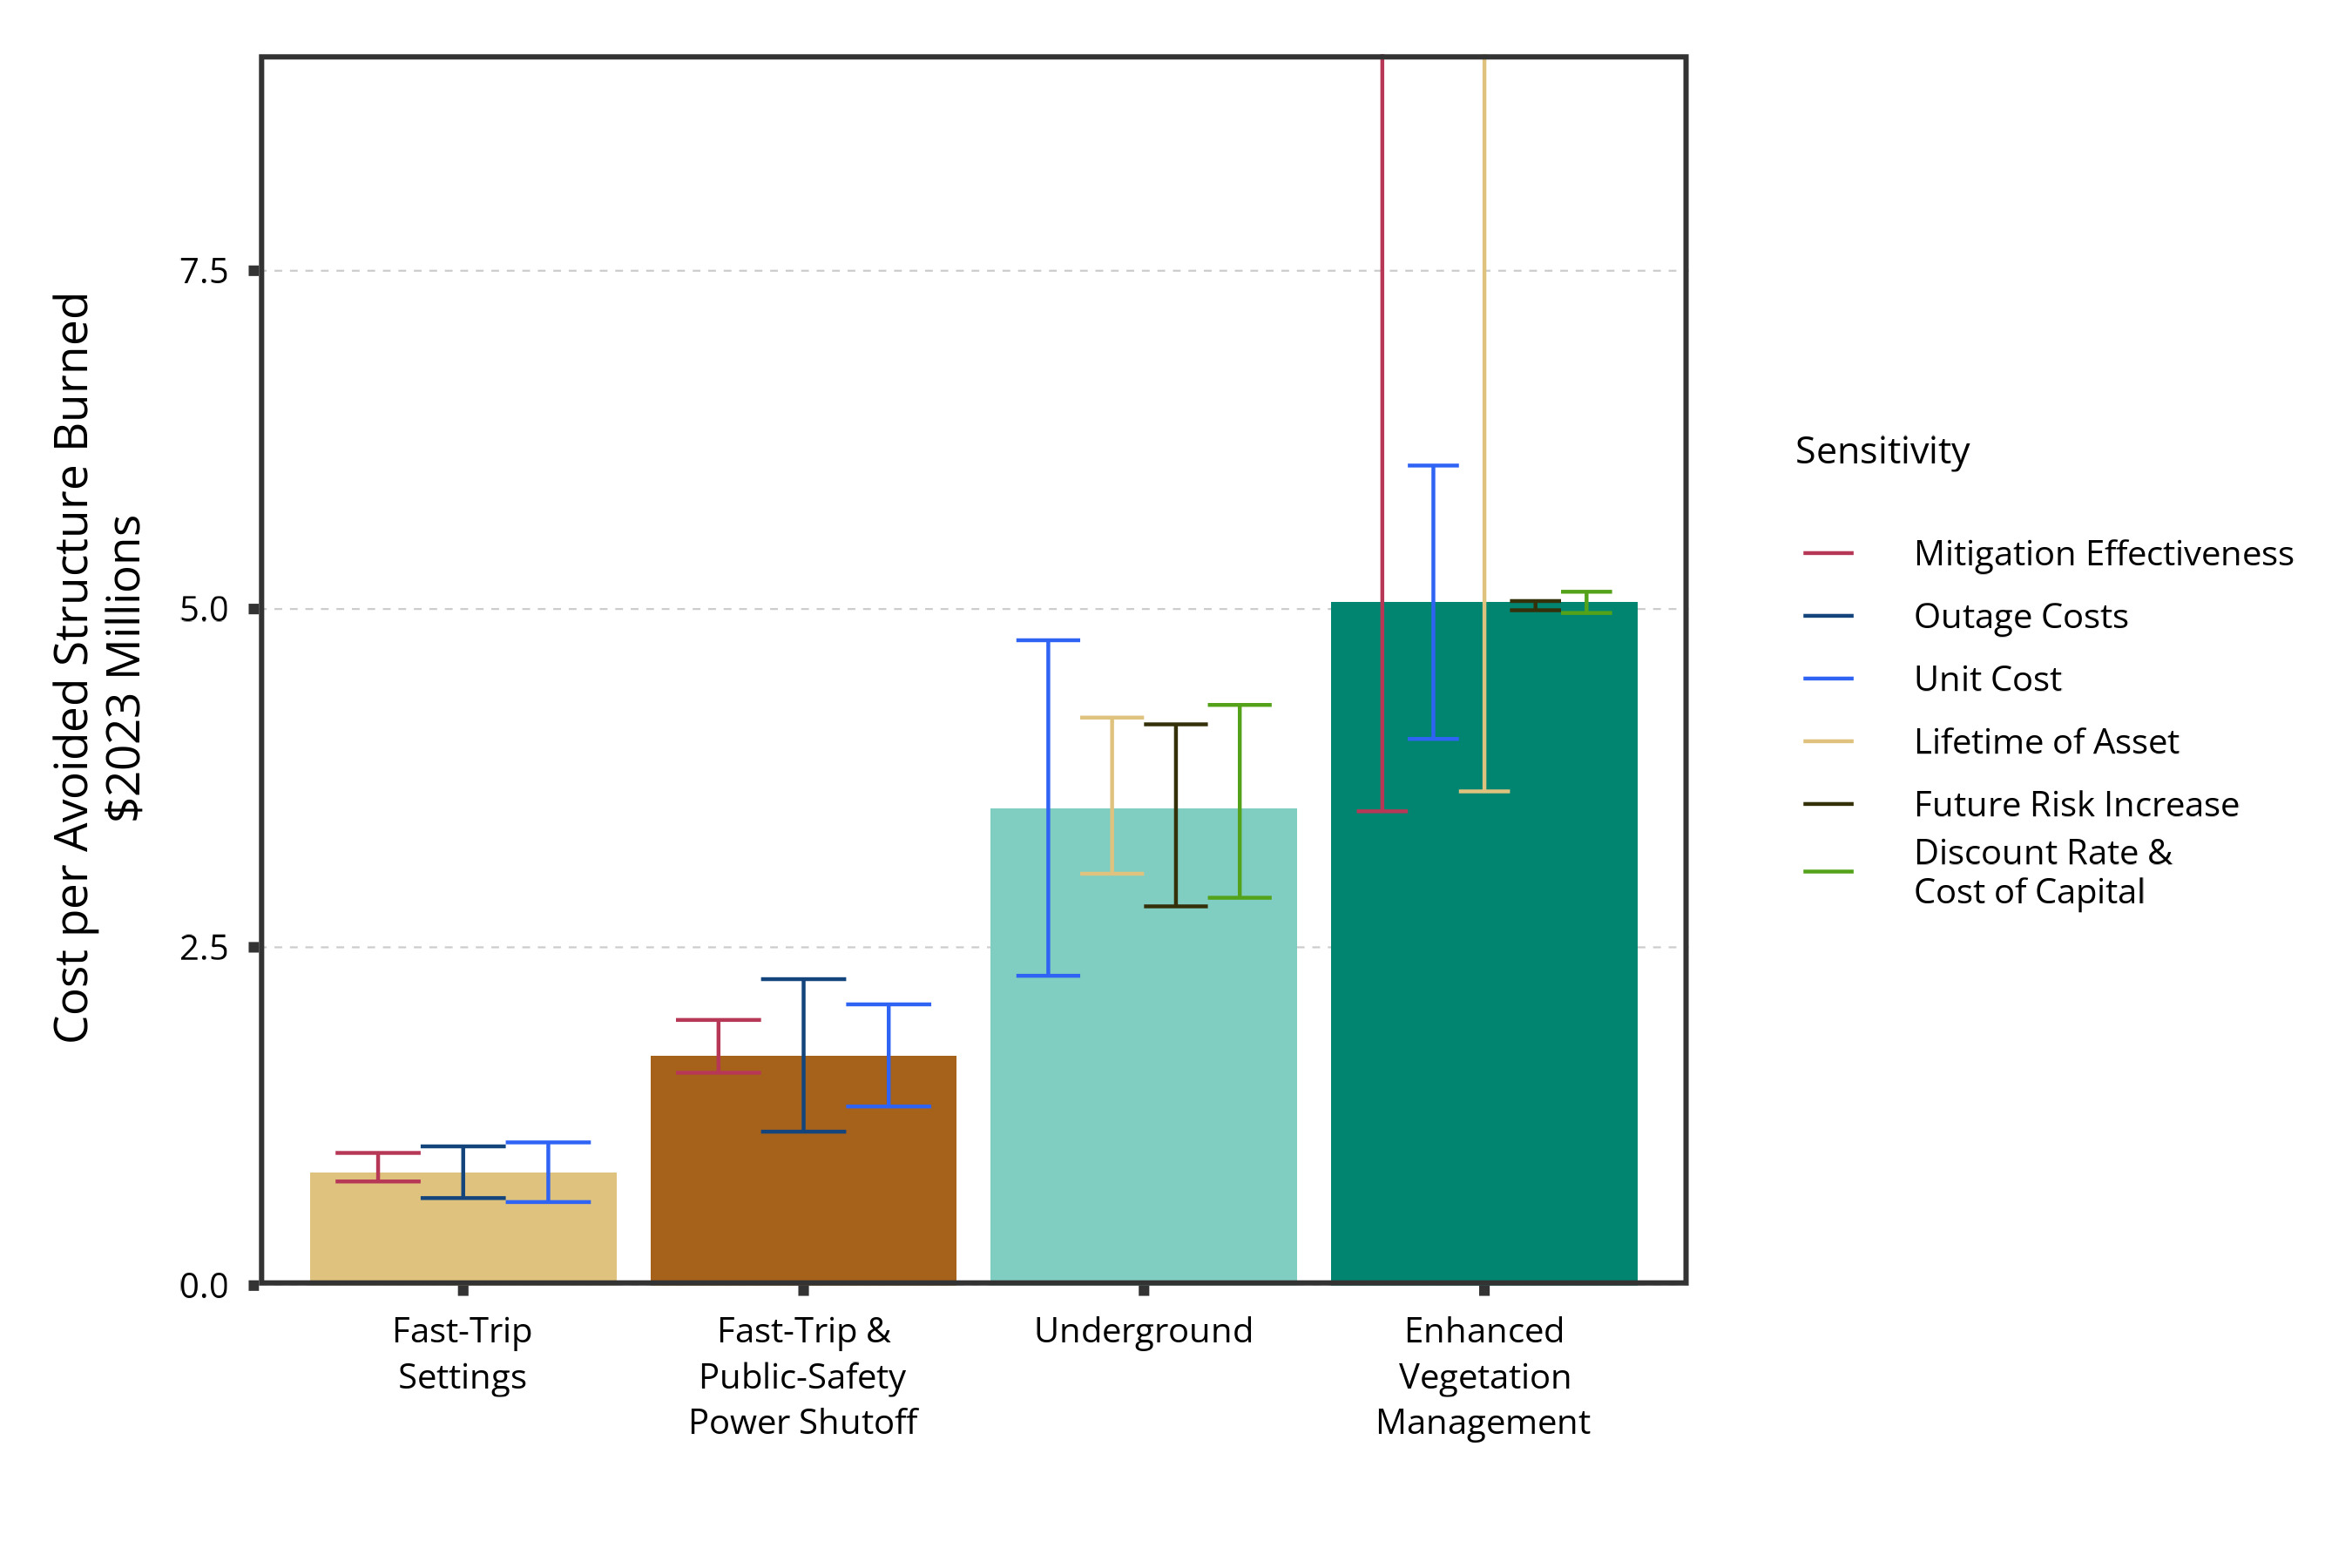 Cost per Avoided Structure Burned
$2023 Millions
7.5
5.0
2.5
0.0
Fast-Trip
Settings
Fast-Trip &
Public-Safety
Power Shutoff
Underground
Enhanced
Vegetation
Management
Sensitivity
Mitigation Effectiveness
Outage Costs
Unit Cost
Lifetime of Asset
Future Risk Increase
Discount Rate &
Cost of Capital